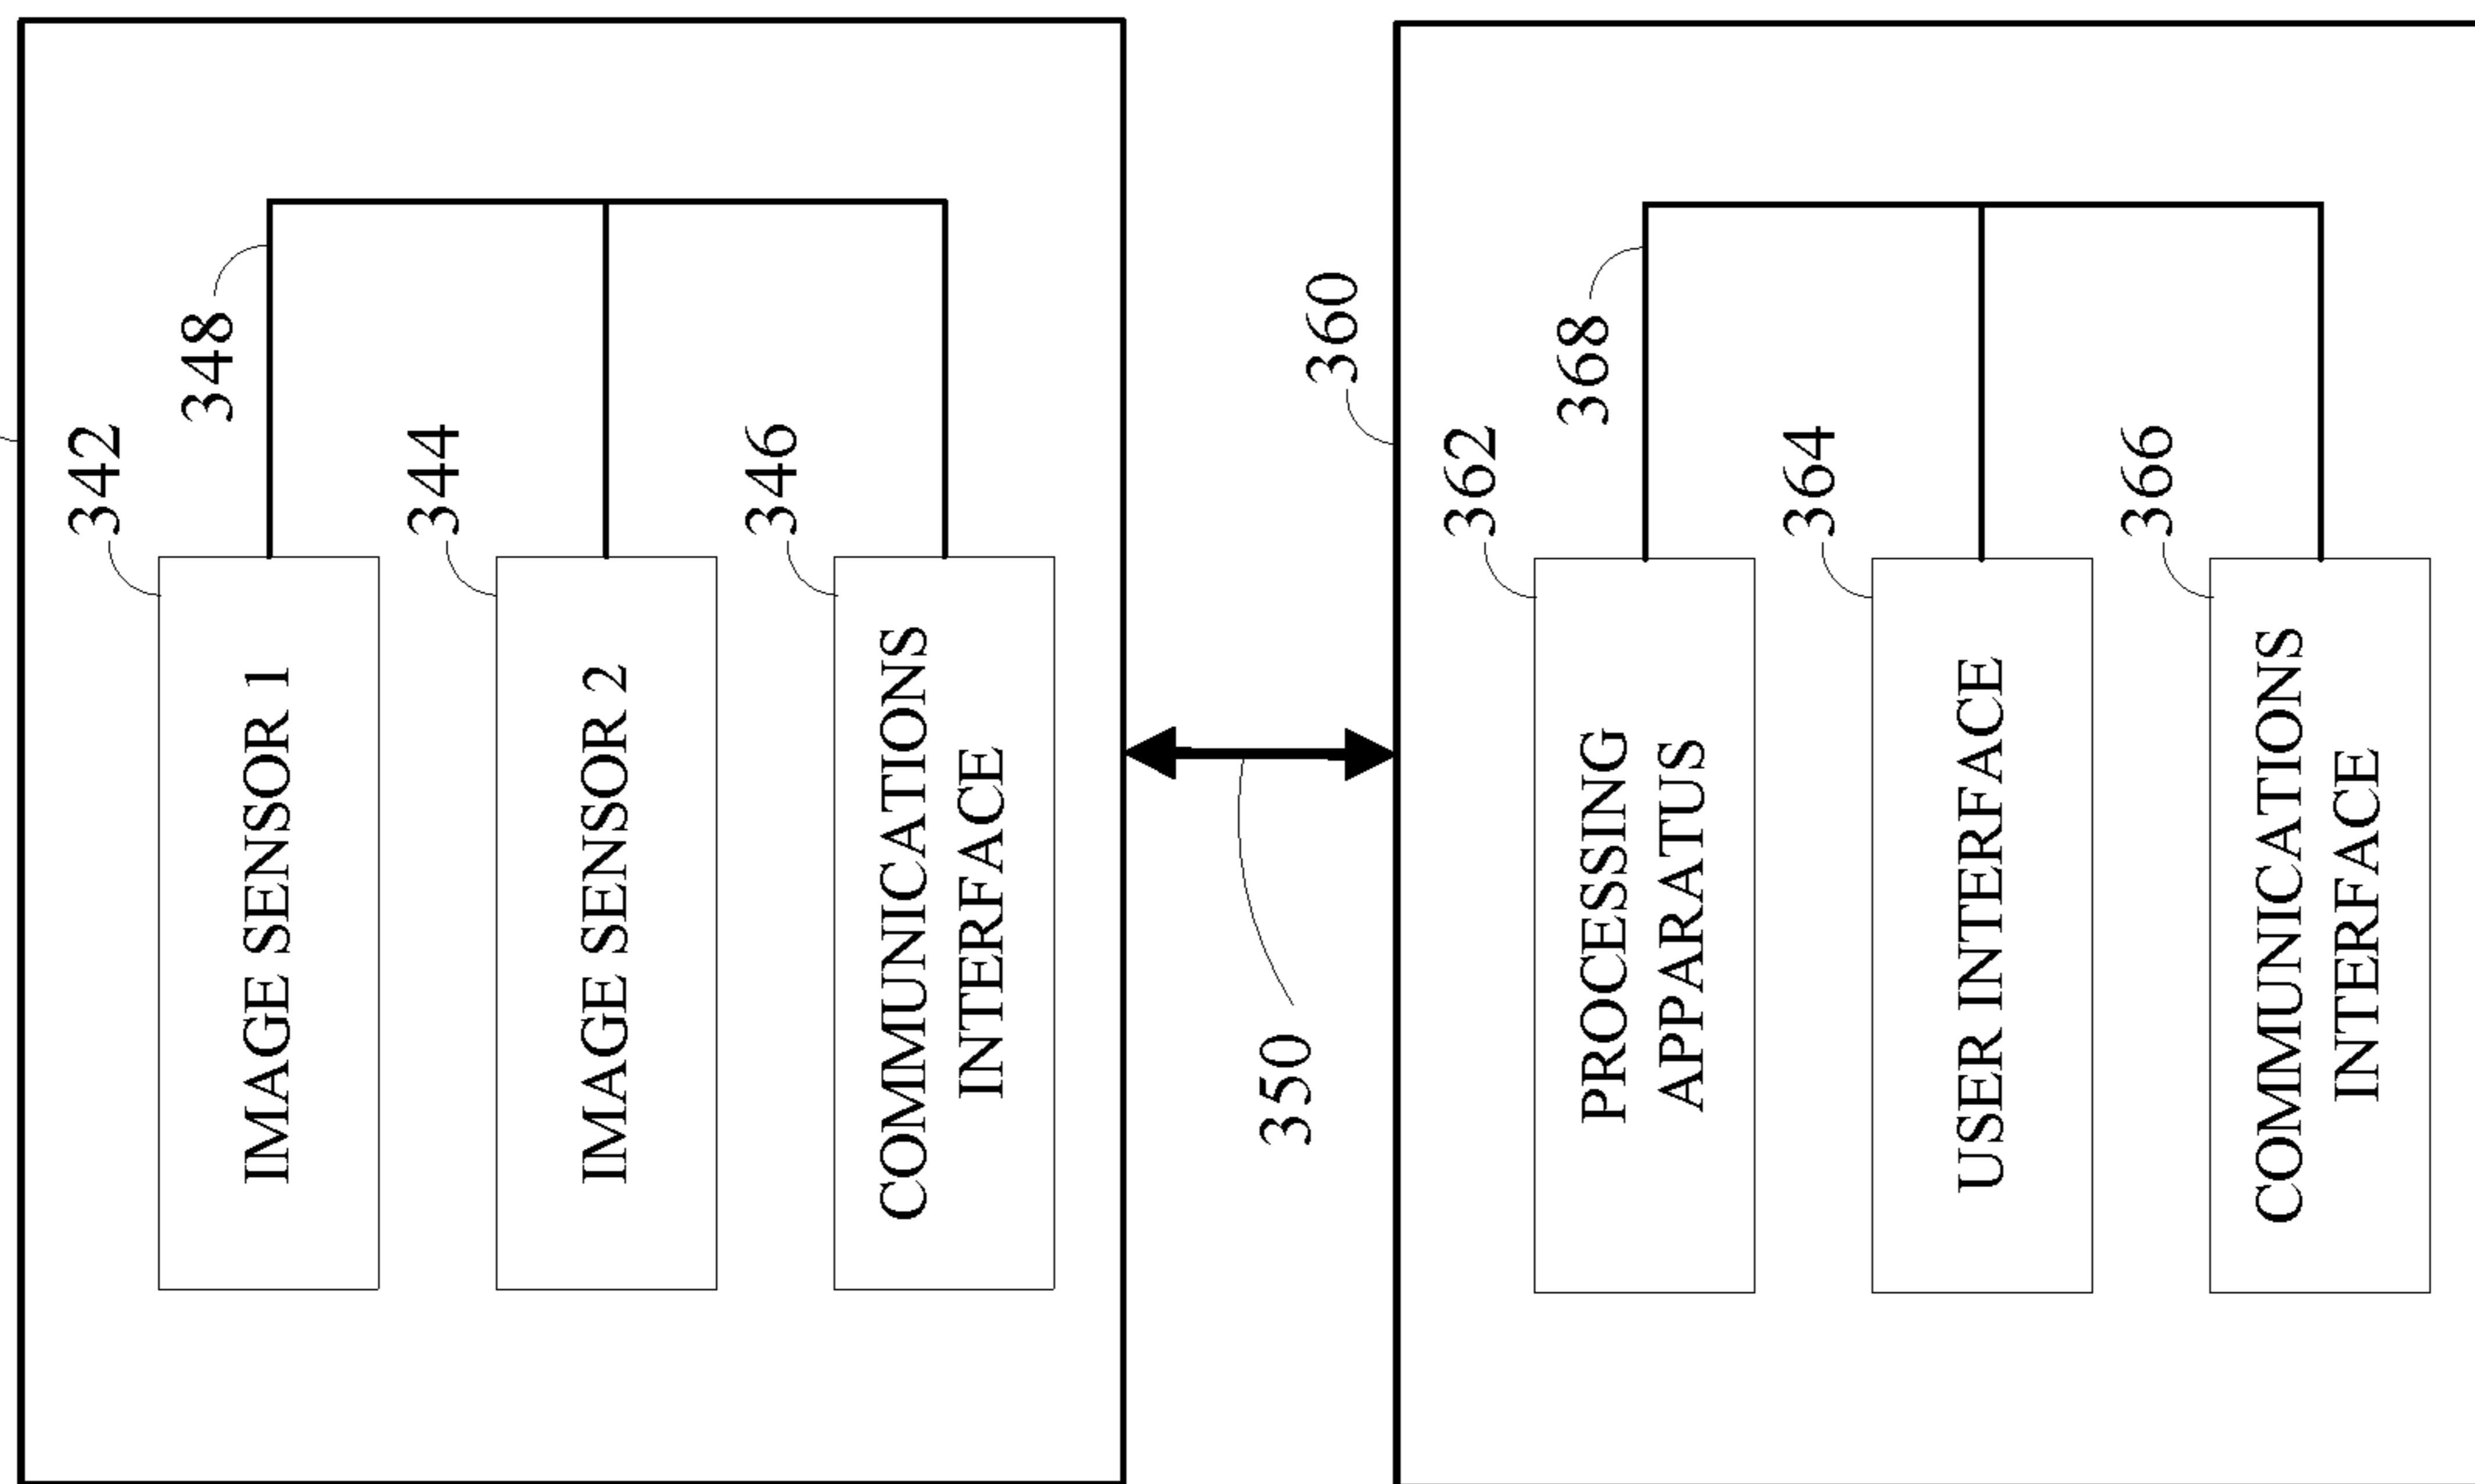 342
348
IMAGE SENSOR 1
344
IMAGE SENSOR 2
346
COMMUNICATIONS
INTERFACE
350
360
362
368
PROCESSING
APPARATUS
364
USER INTERFACE
366
COMMUNICATIONS
INTERFACE